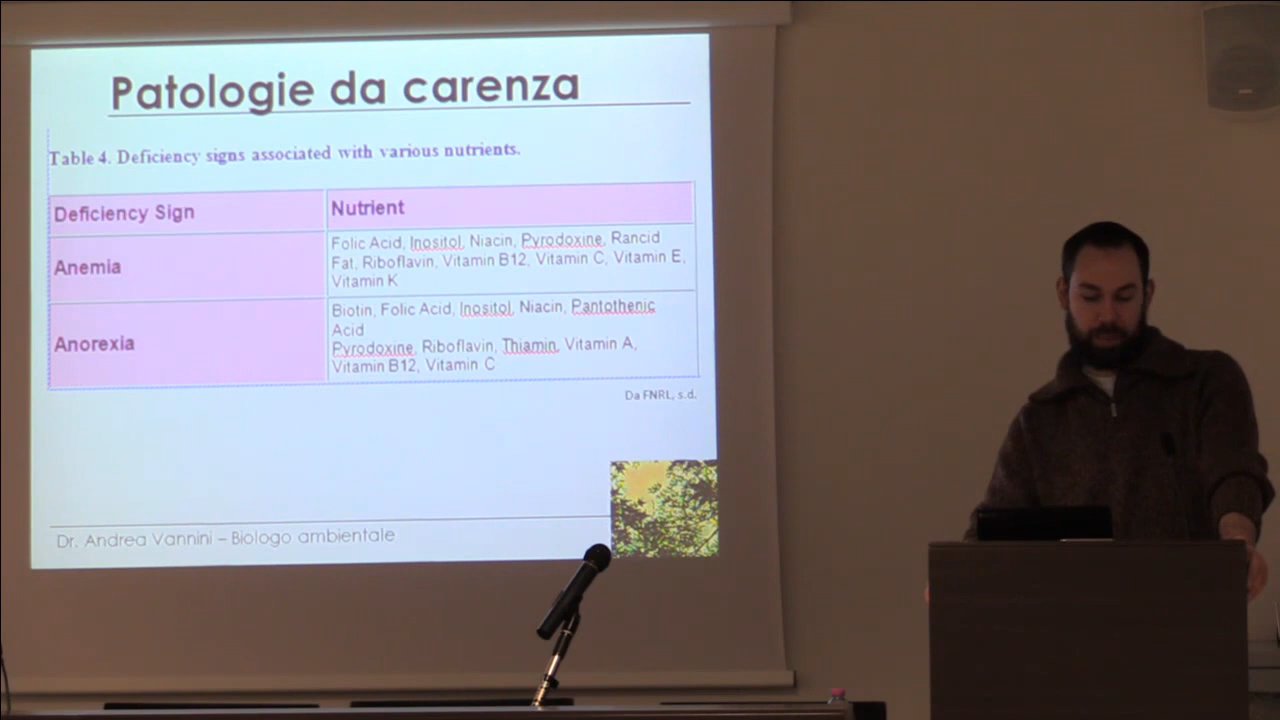 Patologie da carenza
Table 4. Deficiency signs associated with various nutrients.
Deficiency Sign
Nutrient
Anemia
Folic Acid, Inositol, Niacin, Pyrodoxine, Rancid
Fat, Riboflavin, Vitamin B12, Vitamin C, Vitamin E,
Vitamin K
Anorexia
Biotin, Folic Acid, Inositol, Niacin, Pantothenic
Acid
Pyrodoxine, Riboflavin, Thiamin, Vitamin A,
Vitamin B12, Vitamin C
Da FNRL, s.d.
Dr. Andrea Vannini – Biologo ambientale